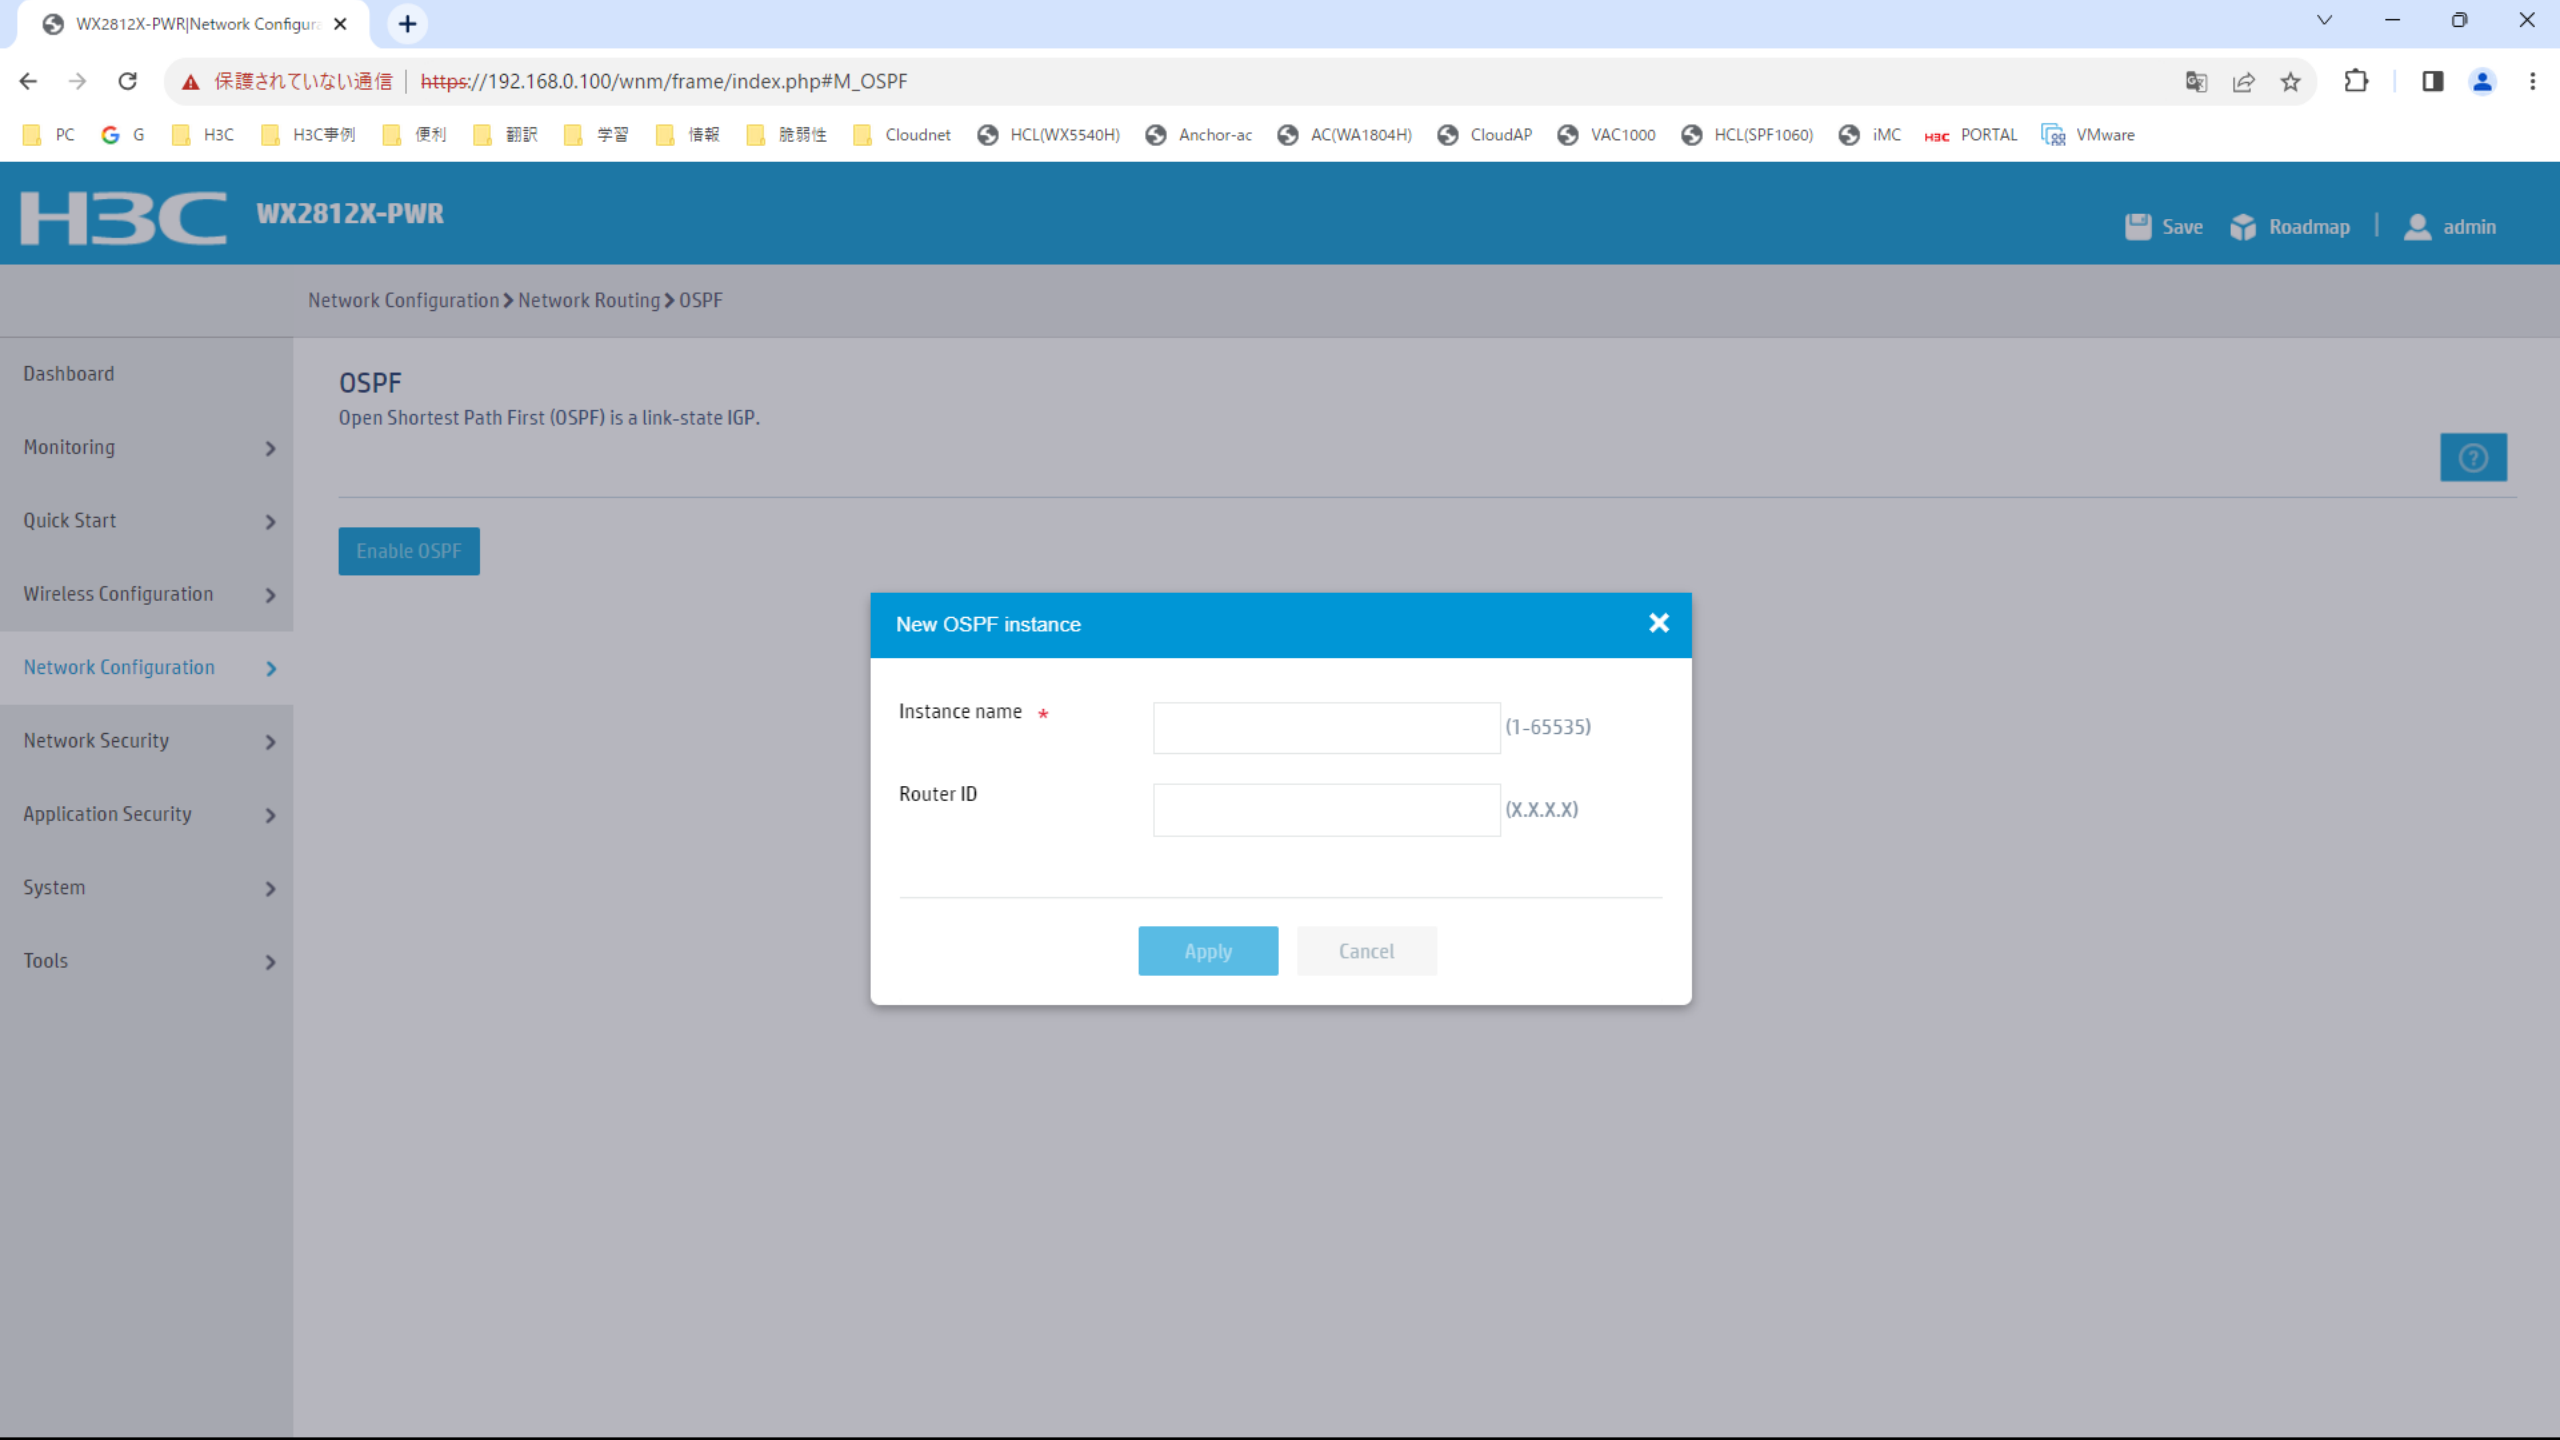 WX2812X-PWR|Network Configur
保護されていない通信
https://192.168.0.100/wnm/frame/index.php#M_OSPF
PC G H3C H3C事例 便利 翻訳 学習 情報 脆弱性 Cloudnet HCL(WX5540H) Anchor-ac AC(WA1804H) CloudAP VAC1000 HCL(SPF1060) iMC H3C PORTAL VMware
H3C WX2812X-PWR
Save Roadmap admin
Network Configuration > Network Routing > OSPF
Dashboard
Monitoring
Quick Start
Wireless Configuration
Network Configuration
Network Security
Application Security
System
Tools
OSPF
Open Shortest Path First (OSPF) is a link-state IGP.
Enable OSPF
New OSPF instance
Instance name * (1-65535)
Router ID (X.X.X.X)
Apply Cancel